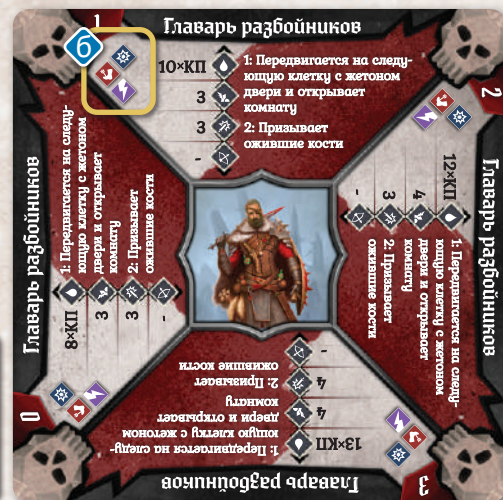 1
б
Главарь разбойников
10×КП
3
3
-
1: Передвигается на следу-
ющую клетку с жетоном
двери и открывает
комнату
2: Призывает
ожившие кости
2
Главарь разбойников
12×КП
4
3
-
1: Передвигается на следу-
ющую клетку с жетоном
двери и открывает
комнату
2: Призывает
ожившие кости
3
Главарь разбойников
13×КП
4
4
-
1: Передвигается на следу-
ющую клетку с жетоном
двери и открывает
комнату
2: Призывает
ожившие кости
0
Главарь разбойников
8×КП
3
3
-
1: Передвигается на следу-
ющую клетку с жетоном
двери и открывает
комнату
2: Призывает
ожившие кости